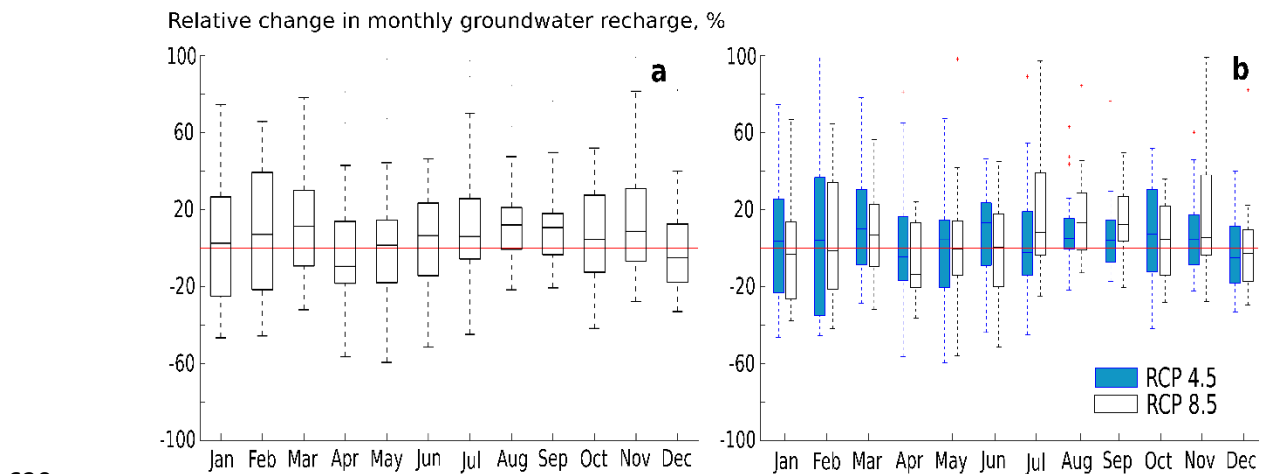 Relative change in monthly groundwater recharge, %
100
60
20
-20
-60
-100
a
Jan Feb Mar Apr May Jun Jul Aug Sep Oct Nov Dec
100
60
20
-20
-60
-100
b
RCP 4.5
RCP 8.5
Jan Feb Mar Apr May Jun Jul Aug Sep Oct Nov Dec